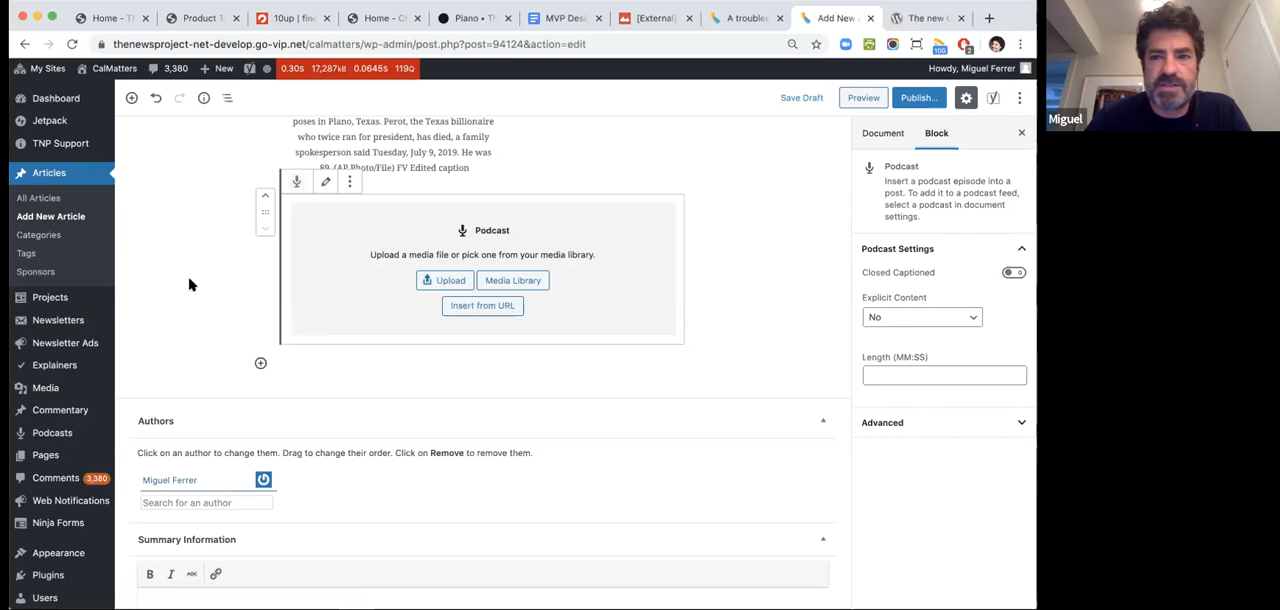 Home - Th
Product Te
10up | fine
Home - C
Piano • Th
MVP Desi
[External]
A troubled
Add New A
The new U
thenewsproject-net-develop.go-vip.net/calmatters/wp-admin/post.php?post=94124&action=edit
100
2
My Sites CalMatters 3,380 New 0.30s 17,287kB 0.0645s 119Q Howdy, Miguel Ferrer
Dashboard
Jetpack
TNP Support
Articles
All Articles
Add New Article
Categories
Tags
Sponsors
Projects
Newsletters
Newsletter Ads
Explainers
Media
Commentary
Podcasts
Pages
Comments 3,380
Web Notifications
Ninja Forms
Appearance
Plugins
Users
Save Draft Preview Publish...
poses in Plano, Texas. Perot, the Texas billionaire
who twice ran for president, has died, a family
spokesperson said Tuesday, July 9, 2019. He was
89. (AP Photo/File) FV Edited caption
Podcast
Upload a media file or pick one from your media library.
Upload Media Library
Insert from URL
Authors
Click on an author to change them. Drag to change their order. Click on Remove to remove them.
Miguel Ferrer
Search for an author
Summary Information
B I ABC
Document Block
Podcast
Insert a podcast episode into a
post. To add it to a podcast feed,
select a podcast in document
settings.
Podcast Settings
Closed Captioned
Explicit Content
No
Length (MM:SS)
Advanced
Miguel